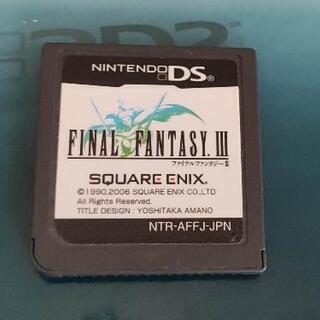 NINTENDO DS®
FINAL FANTASY. III
ファイナルファンタジーIII
SQUARE ENIX.
©1990,2006 SQUARE ENIX CO.,LTD
All Rights Reserved.
TITLE DESIGN : YOSHITAKA AMANO
NTR-AFFJ-JPN